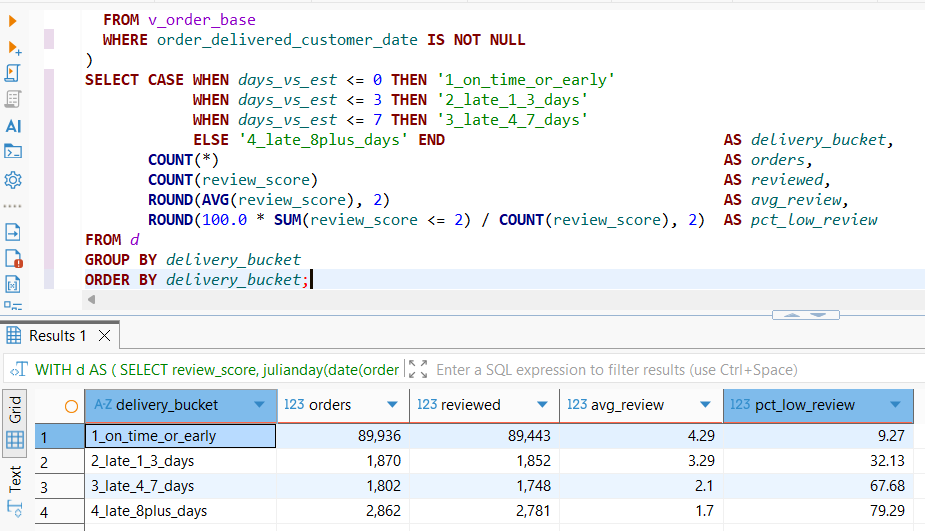 FROM v_order_base
WHERE order_delivered_customer_date IS NOT NULL
)
SELECT CASE WHEN days_vs_est <= 0 THEN '1_on_time_or_early'
WHEN days_vs_est <= 3 THEN '2_late_1_3_days'
WHEN days_vs_est <= 7 THEN '3_late_4_7_days'
ELSE '4_late_8plus_days' END AS delivery_bucket,
COUNT(*) AS orders,
COUNT(review_score) AS reviewed,
ROUND(AVG(review_score), 2) AS avg_review,
ROUND(100.0 * SUM(review_score <= 2) / COUNT(review_score), 2) AS pct_low_review
FROM d
GROUP BY delivery_bucket
ORDER BY delivery_bucket;
AI
Results 1
WITH d AS ( SELECT review_score, julianday(date(order Enter a SQL expression to filter results (use Ctrl+Space)
Grid
Text
A-Z delivery_bucket 123 orders 123 reviewed 123 avg_review 123 pct_low_review
1 1_on_time_or_early 89,936 89,443 4.29 9.27
2 2_late_1_3_days 1,870 1,852 3.29 32.13
3 3_late_4_7_days 1,802 1,748 2.1 67.68
4 4_late_8plus_days 2,862 2,781 1.7 79.29